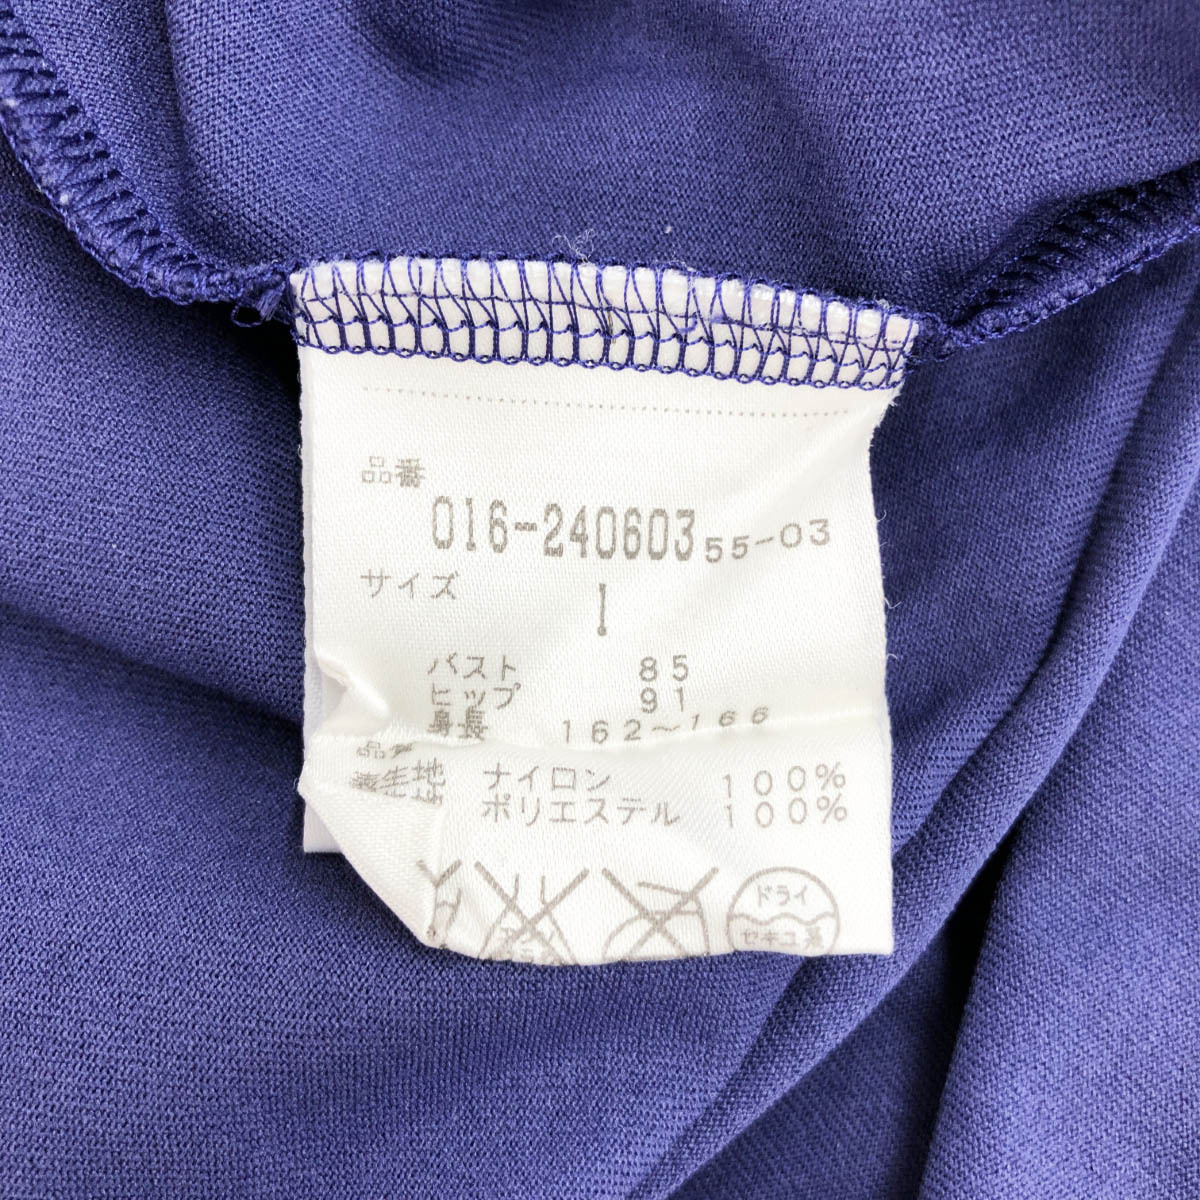 品番
016-240603 55-03
サイズ 1
バスト 85
ヒップ 91
身長 162~166
品
生地 ナイロン 100%
ポリエステル 100%
ドライ
セキユ系